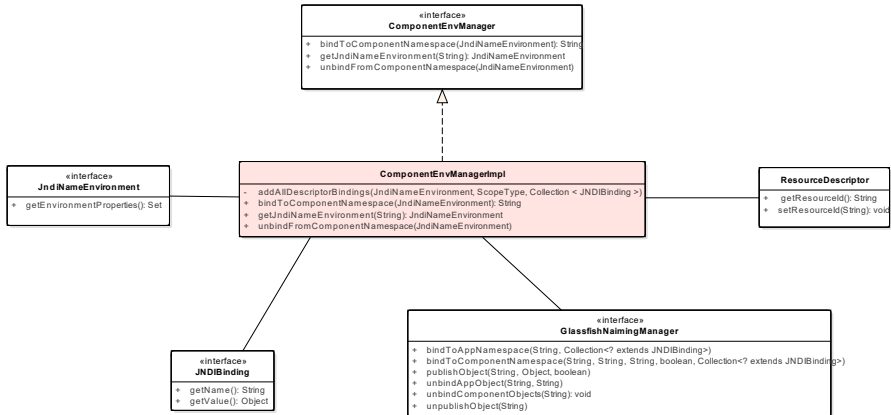 «interface»
ComponentEnvManager
+ bindToComponentNamespace(JndiNameEnvironment): String
+ getJndiNameEnvironment(String): JndiNameEnvironment
+ unbindFromComponentNamespace(JndiNameEnvironment)
«interface»
JndiNameEnvironment
+ getEnvironmentProperties(): Set
ComponentEnvManagerImpl
- addAllDescriptorBindings(JndiNameEnvironment, ScopeType, Collection < JNDIBinding >)
+ bindToComponentNamespace(JndiNameEnvironment): String
+ getJndiNameEnvironment(String): JndiNameEnvironment
+ unbindFromComponentNamespace(JndiNameEnvironment)
ResourceDescriptor
+ getResourceId(): String
+ setResourceId(String): void
«interface»
JNDIBinding
+ getName(): String
+ getValue(): Object
«interface»
GlassfishNaimingManager
+ bindToAppNamespace(String, Collection<? extends JNDIBinding>)
+ bindToComponentNamespace(String, String, String, boolean, Collection<? extends JNDIBinding>)
+ publishObject(String, Object, boolean)
+ unbindAppObject(String, String)
+ unbindComponentObjects(String): void
+ unpublishObject(String)